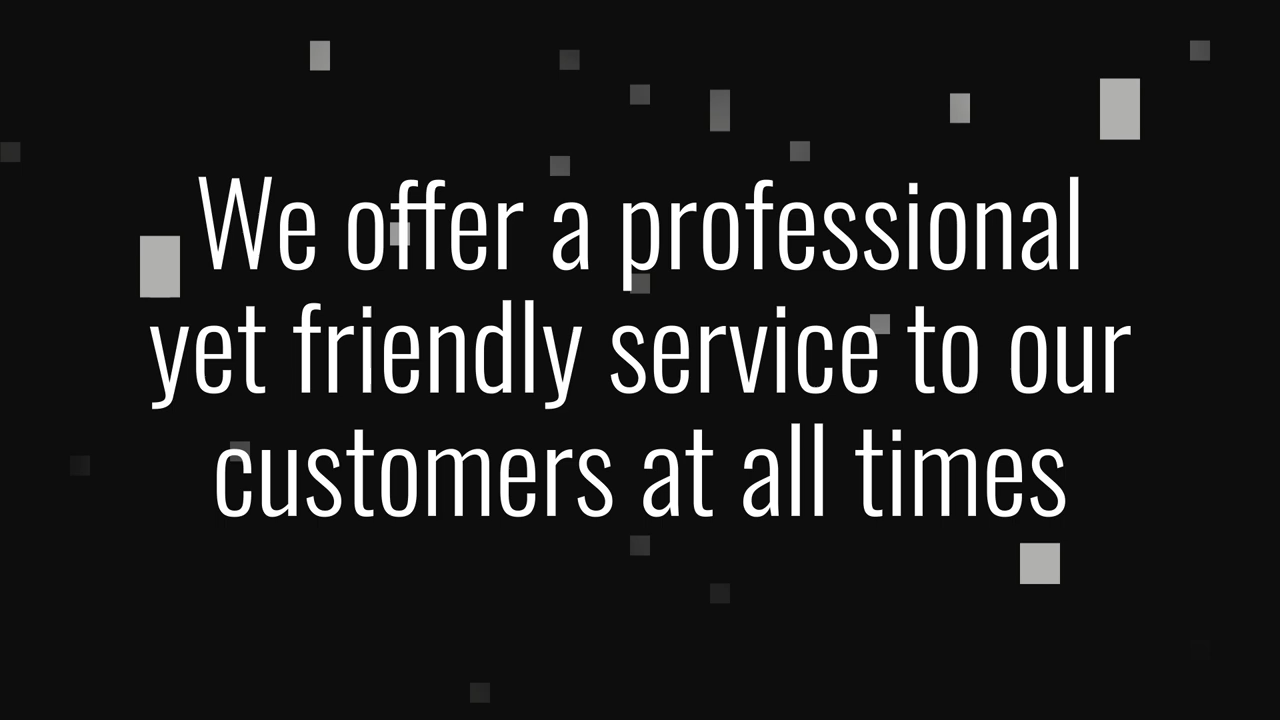 We offer a professional
yet friendly service to our
customers at all times